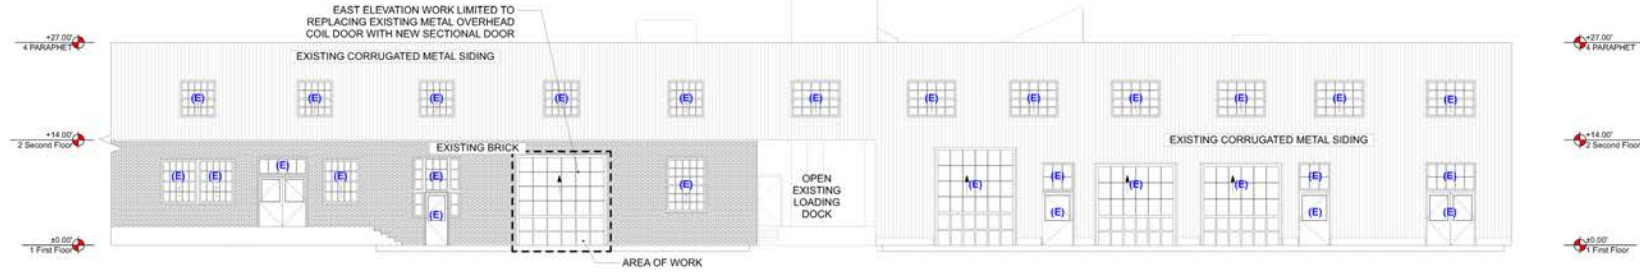 EAST ELEVATION WORK LIMITED TO
REPLACING EXISTING METAL OVERHEAD
COIL DOOR WITH NEW SECTIONAL DOOR
+27.00'
4 PARAPHET
+27.00'
4 PARAPHET
EXISTING CORRUGATED METAL SIDING
(E) (E) (E) (E) (E) (E) (E) (E) (E) (E) (E) (E)
+14.00'
2 Second Floor
EXISTING BRICK
EXISTING CORRUGATED METAL SIDING
+14.00'
2 Second Floor
(E) (E) (E) (E) (E) (E) (E) (E) (E) (E) (E) (E) (E)
OPEN
EXISTING
LOADING
DOCK
(E) (E) (E) (E)
±0.00'
1 First Floor
±0.00'
1 First Floor
AREA OF WORK